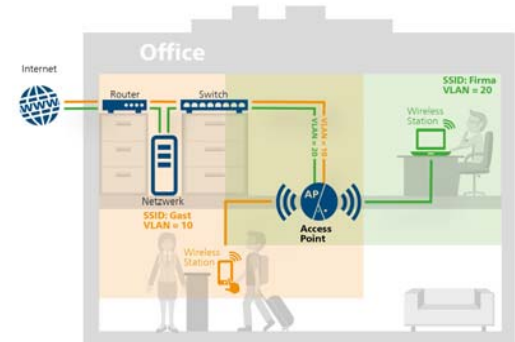 Office
Internet
WWW
Router
Switch
SSID: Firma
VLAN = 20
Wireless
Station
VLAN = 20
VLAN = 10
Netzwerk
SSID: Gast
VLAN = 10
AP
Access
Point
Wireless
Station